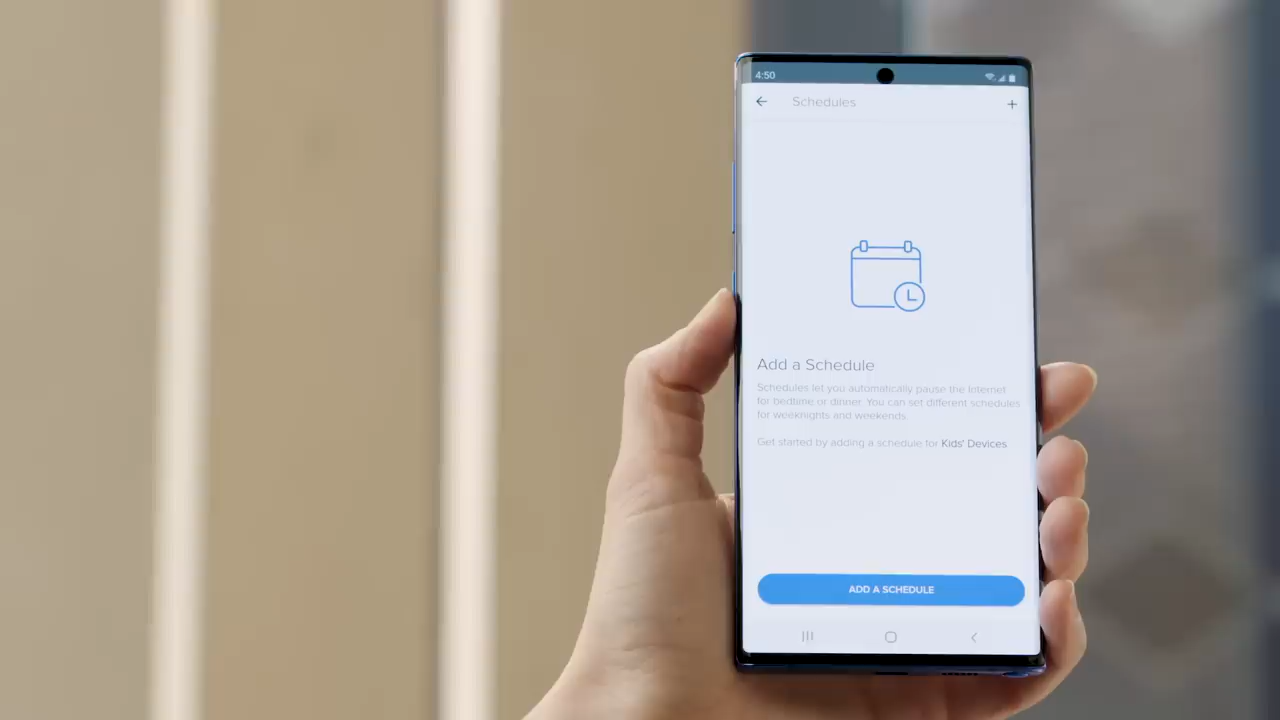 4:50
Schedules
Add a Schedule
Schedules let you automatically pause the Internet
for bedtime or dinner. You can set different schedules
for weeknights and weekends.
Get started by adding a schedule for Kids' Devices
ADD A SCHEDULE